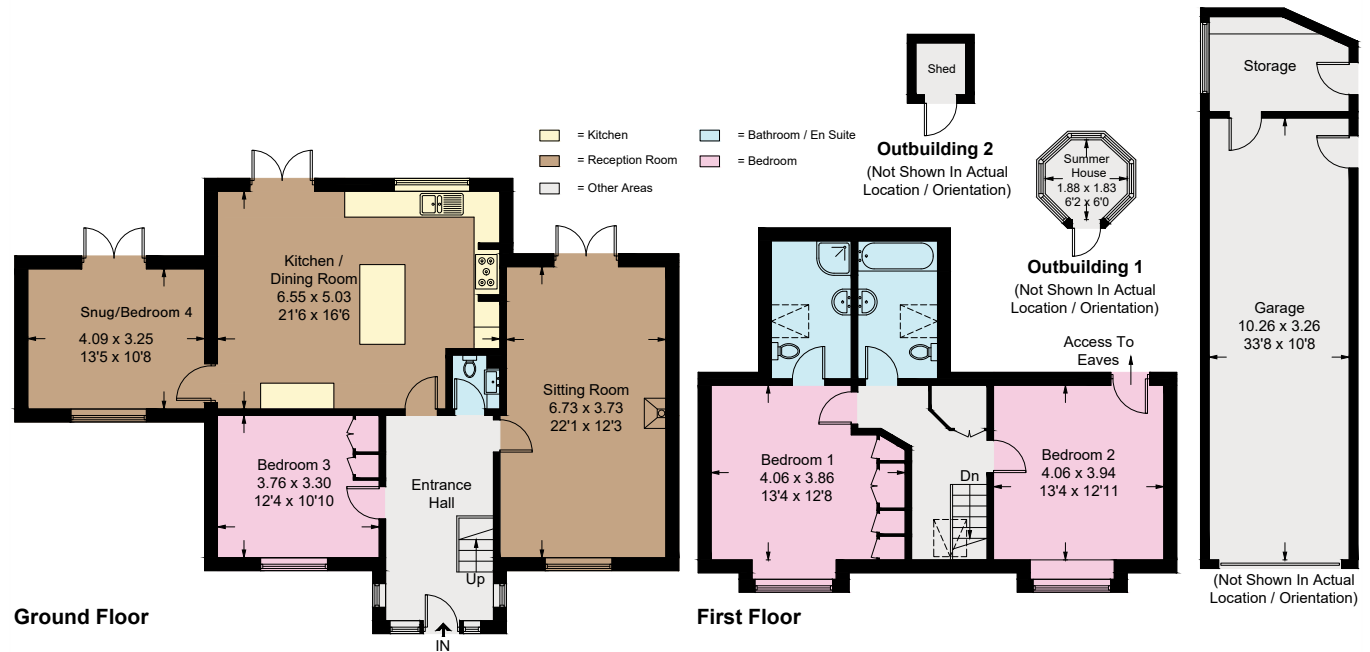 Storage
Shed
Outbuilding 2
(Not Shown In Actual
Location / Orientation)
= Kitchen
= Reception Room
= Other Areas
= Bathroom / En Suite
= Bedroom
Summer
House
1.88 x 1.83
6'2 x 6'0
Outbuilding 1
(Not Shown In Actual
Location / Orientation)
Kitchen /
Dining Room
6.55 x 5.03
21'6 x 16'6
Snug/Bedroom 4
4.09 x 3.25
13'5 x 10'8
Sitting Room
6.73 x 3.73
22'1 x 12'3
Bedroom 3
3.76 x 3.30
12'4 x 10'10
Entrance
Hall
Up
IN
Ground Floor
Access To
Eaves
Bedroom 1
4.06 x 3.86
13'4 x 12'8
Dn
Bedroom 2
4.06 x 3.94
13'4 x 12'11
First Floor
Garage
10.26 x 3.26
33'8 x 10'8
(Not Shown In Actual
Location / Orientation)